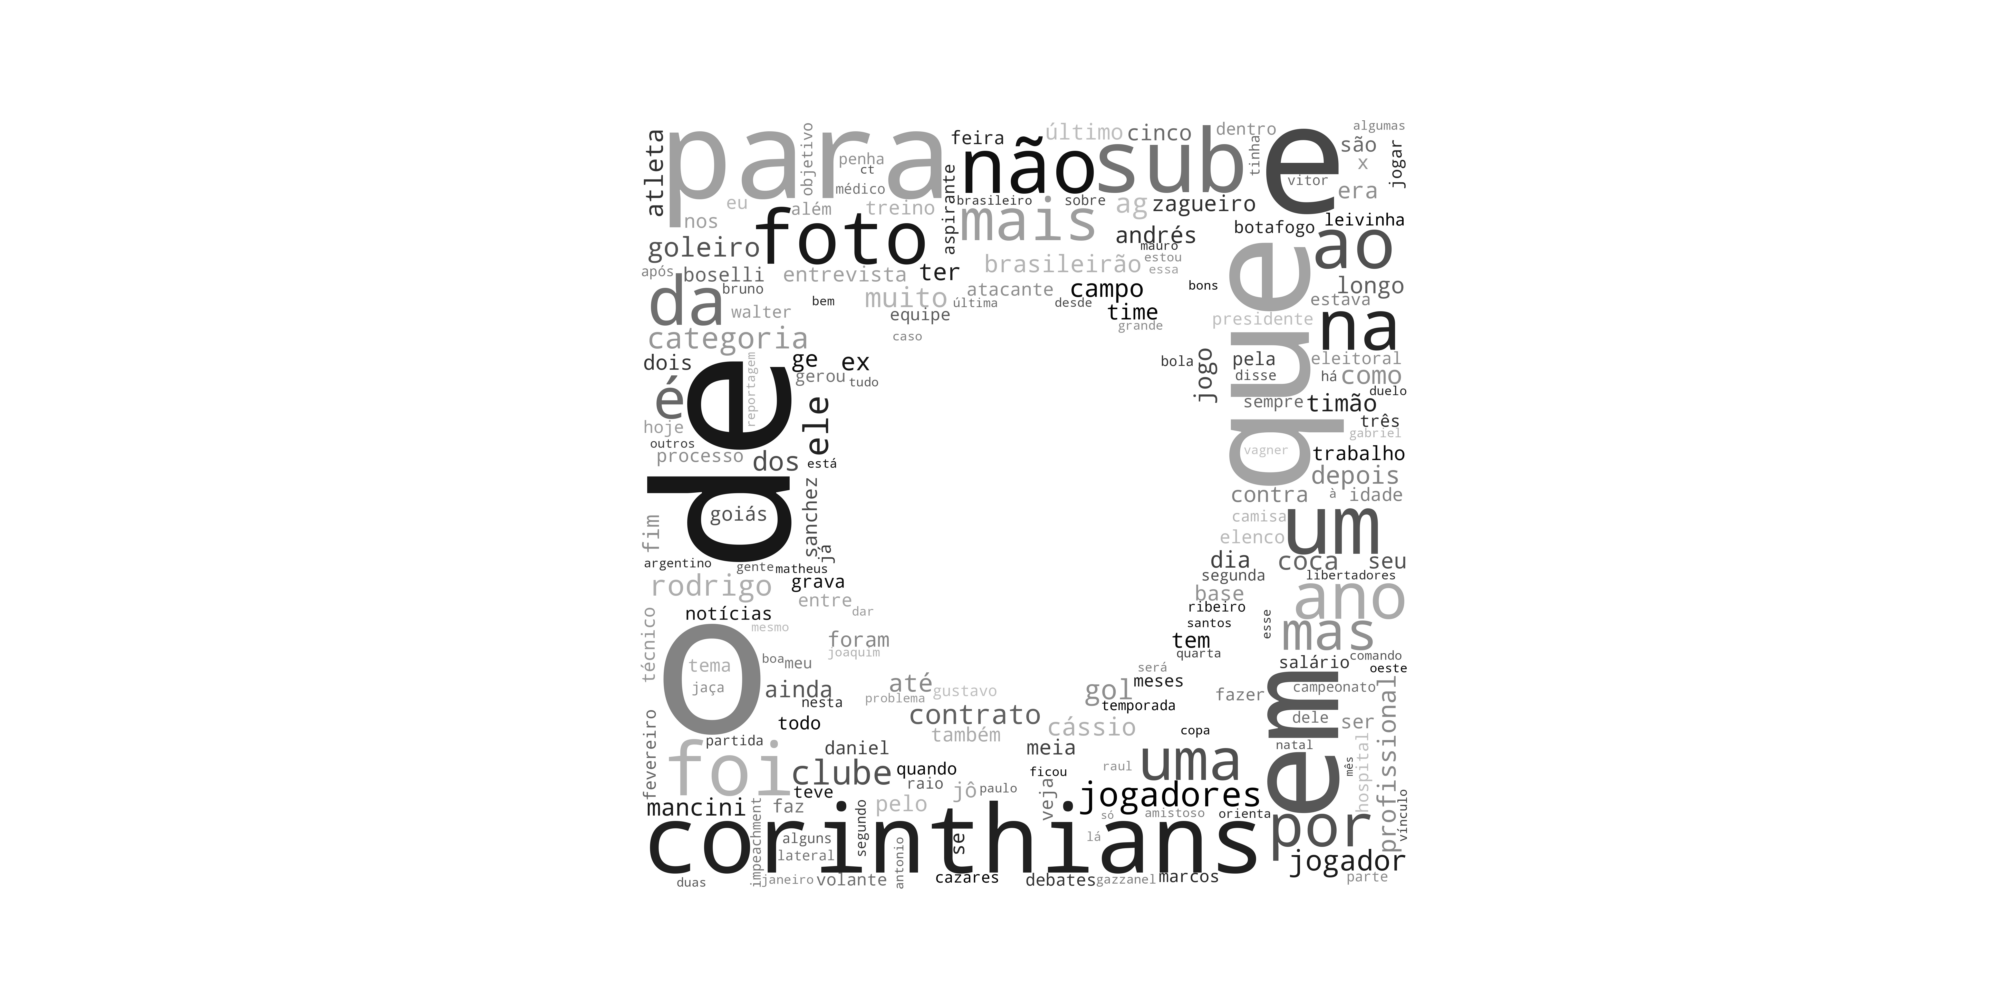 para
não
sub
e
atleta
objetivo
penha
ct
médico
feira
último
cinco
dentro
tinha
algumas
são
x
jogar
vitor
era
eu
nos
além
treino
aspirante
brasileiro
sobre
mais
ag
zagueiro
leivinha
botafogo
ao
foto
goleiro
andrés
mauro
estou
essa
após
boselli
bruno
entrevista
ter
brasileirão
da
walter
bem
muito
última
atacante
desde
campo
bons
equipe
time
grande
longo
estava
presidente
na
que
categoria
caso
dois
reportagem
ge
ex
gerou
tudo
bola
jogo
pela
disse
eleitoral
há
como
duelo
é
de
hoje
outros
processo
dos
ele
está
sempre
timão
três
gabriel
vagner
trabalho
depois
contra
à
idade
goiás
sanchez
já
fim
camisa
elenco
um
argentino
gente
matheus
dia
coça
seu
segunda
libertadores
rodrigo
grava
entre
dar
base
ribeiro
santos
ano
notícias
mesmo
esse
mas
técnico
o
tema
jaça
foram
joaquim
tem
quarta
boa
meu
será
salário
comando
oeste
ainda
nesta
até
gustavo
problema
gol
meses
fazer
campeonato
todo
contrato
também
temporada
cássio
copa
em
dele
ser
profissional
fevereiro
partida
foi
daniel
meia
uma
natal
mês
hospital
clube
quando
raio
teve
jô
paulo
ficou
veja
raul
jogadores
mancini
faz
pelo
só
amistoso
orienta
vínculo
corinthians
impeachment
alguns
lateral
segundo
se
lá
por
jogador
duas
janeiro
volante
antonio
cazares
debates
gazzanel
marcos
parte